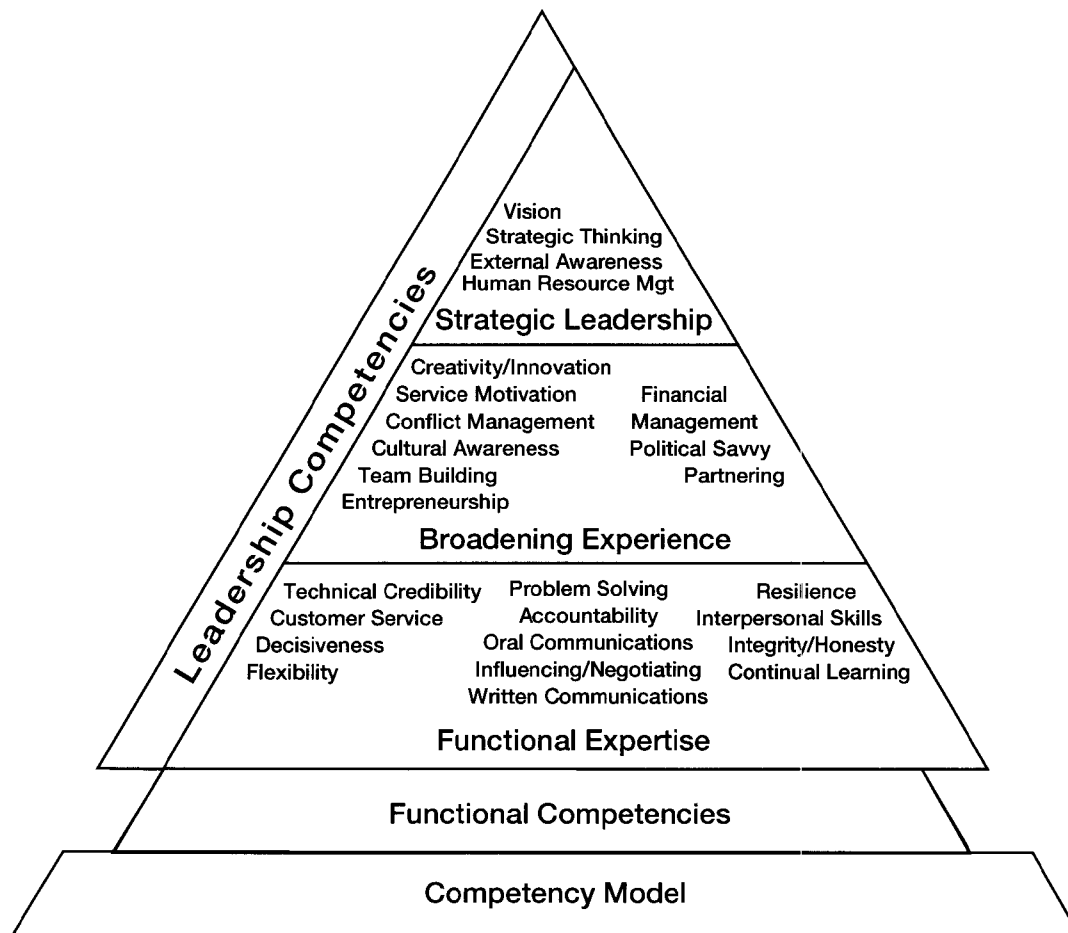 Leadership Competencies
Vision
Strategic Thinking
External Awareness
Human Resource Mgt
Strategic Leadership
Creativity/Innovation
Service Motivation
Conflict Management
Cultural Awareness
Team Building
Entrepreneurship
Financial
Management
Political Savvy
Partnering
Broadening Experience
Technical Credibility
Customer Service
Decisiveness
Flexibility
Problem Solving
Accountability
Oral Communications
Influencing/Negotiating
Written Communications
Resilience
Interpersonal Skills
Integrity/Honesty
Continual Learning
Functional Expertise
Functional Competencies
Competency Model